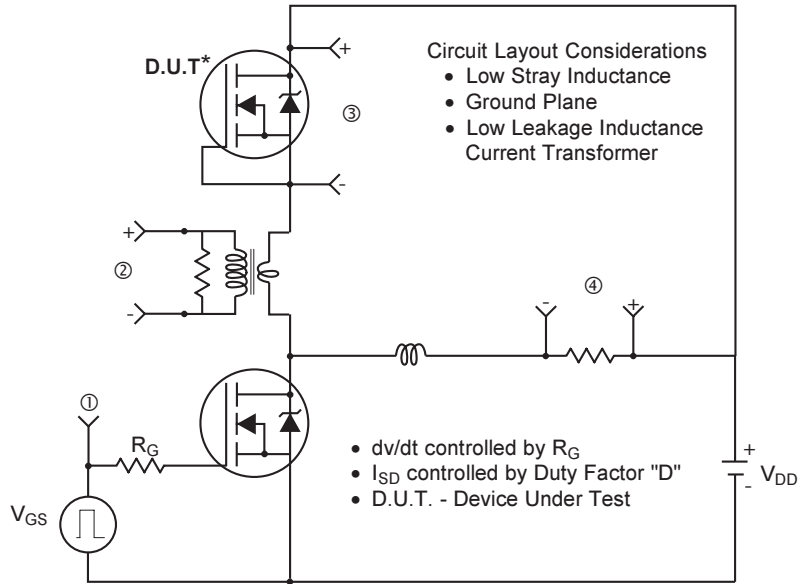 D.U.T*
+
③
-
Circuit Layout Considerations
• Low Stray Inductance
• Ground Plane
• Low Leakage Inductance
Current Transformer
+
②
-
④
-
+
①
R_G
V_GS
• dv/dt controlled by R_G
• I_SD controlled by Duty Factor "D"
• D.U.T. - Device Under Test
+
V_DD
-